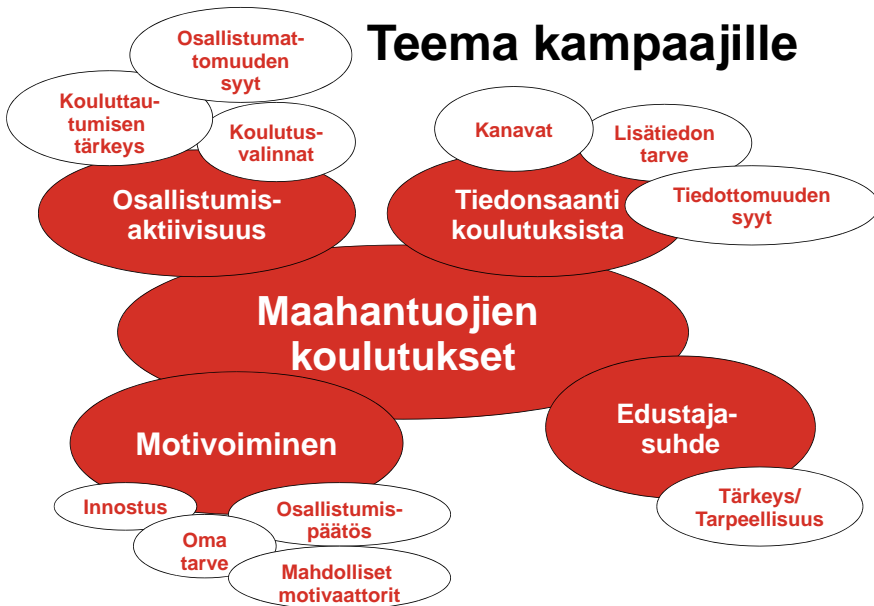 Teema kampaajille
Osallistumat-
tomuuden
syyt
Kouluttau-
tumisen
tärkeys
Koulutus-
valinnat
Osallistumis-
aktiivisuus
Kanavat
Lisätiedon
tarve
Tiedottomuuden
syyt
Tiedonsaanti
koulutuksista
Maahantuojien
koulutukset
Motivoiminen
Innostus
Oma
tarve
Osallistumis-
päätös
Mahdolliset
motivaattorit
Edustaja-
suhde
Tärkeys/
Tarpeellisuus